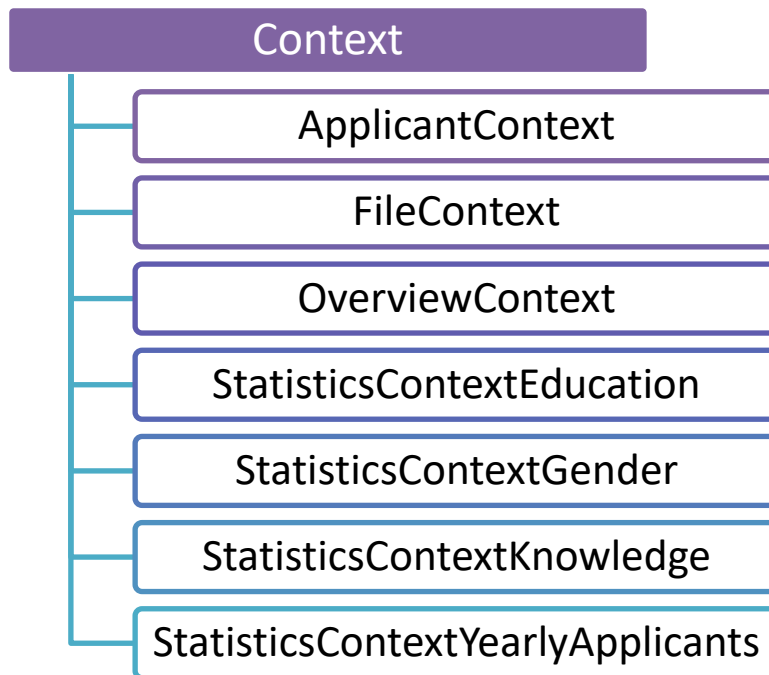 Context
ApplicantContext
FileContext
OverviewContext
StatisticsContextEducation
StatisticsContextGender
StatisticsContextKnowledge
StatisticsContextYearlyApplicants